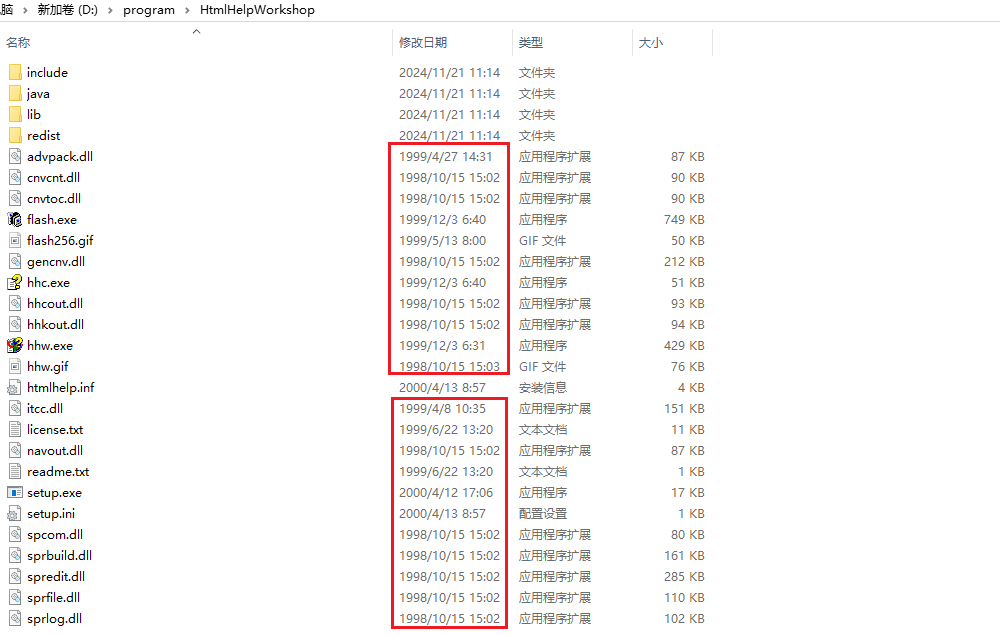 脑 › 新加卷 (D:) › program › HtmlHelpWorkshop
名称 修改日期 类型 大小
include 2024/11/21 11:14 文件夹
java 2024/11/21 11:14 文件夹
lib 2024/11/21 11:14 文件夹
redist 2024/11/21 11:14 文件夹
advpack.dll 1999/4/27 14:31 应用程序扩展 87 KB
cnvcnt.dll 1998/10/15 15:02 应用程序扩展 90 KB
cnvtoc.dll 1998/10/15 15:02 应用程序扩展 90 KB
flash.exe 1999/12/3 6:40 应用程序 749 KB
flash256.gif 1999/5/13 8:00 GIF 文件 50 KB
gencnv.dll 1998/10/15 15:02 应用程序扩展 212 KB
hhc.exe 1999/12/3 6:40 应用程序 51 KB
hhcout.dll 1998/10/15 15:02 应用程序扩展 93 KB
hhkout.dll 1998/10/15 15:02 应用程序扩展 94 KB
hhw.exe 1999/12/3 6:31 应用程序 429 KB
hhw.gif 1998/10/15 15:03 GIF 文件 76 KB
htmlhelp.inf 2000/4/13 8:57 安装信息 4 KB
itcc.dll 1999/4/8 10:35 应用程序扩展 151 KB
license.txt 1999/6/22 13:20 文本文档 11 KB
navout.dll 1998/10/15 15:02 应用程序扩展 87 KB
readme.txt 1999/6/22 13:20 文本文档 1 KB
setup.exe 2000/4/12 17:06 应用程序 17 KB
setup.ini 2000/4/13 8:57 配置设置 1 KB
spcom.dll 1998/10/15 15:02 应用程序扩展 80 KB
sprbuild.dll 1998/10/15 15:02 应用程序扩展 161 KB
spredit.dll 1998/10/15 15:02 应用程序扩展 285 KB
sprfile.dll 1998/10/15 15:02 应用程序扩展 110 KB
sprlog.dll 1998/10/15 15:02 应用程序扩展 102 KB